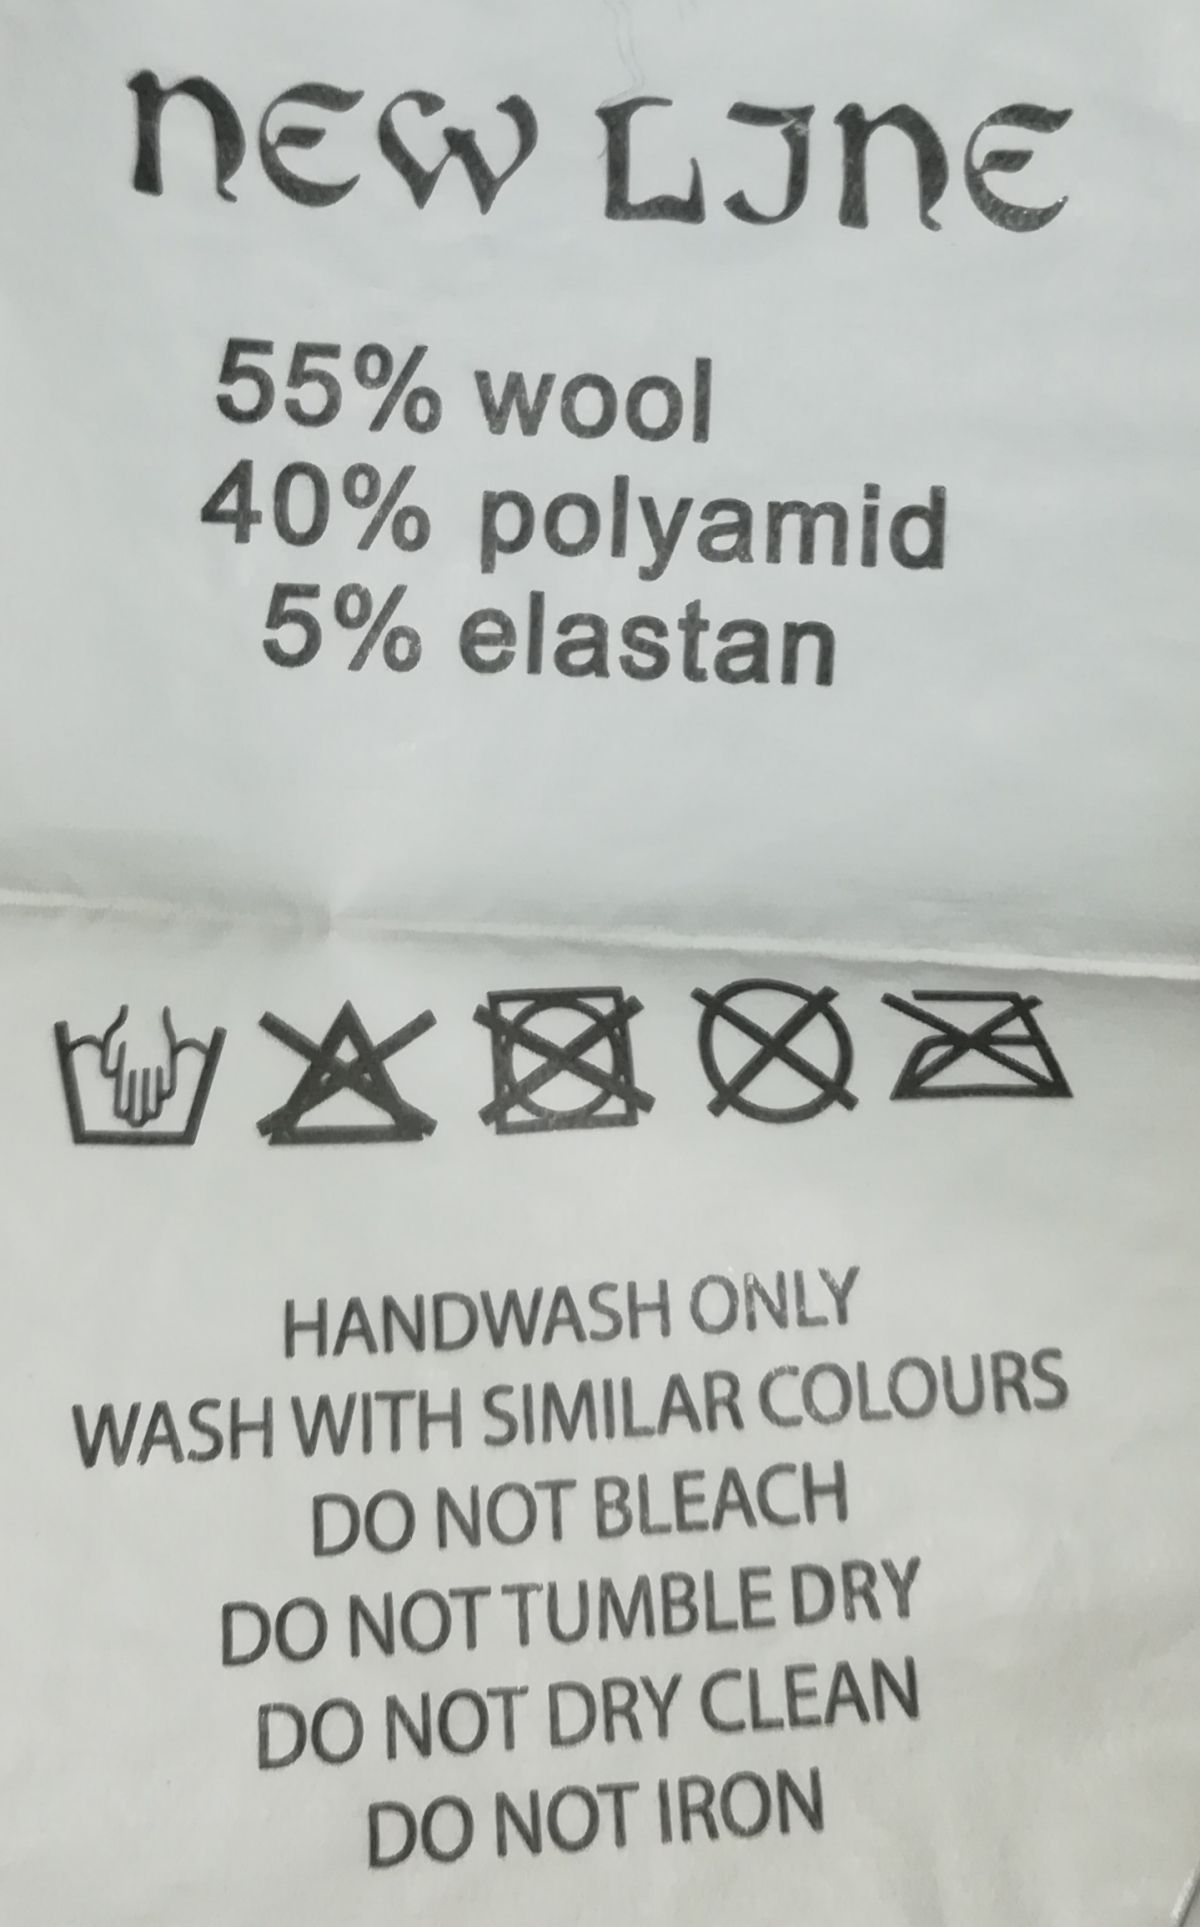 NEW LINE
55% wool
40% polyamid
5% elastan
HANDWASH ONLY
WASH WITH SIMILAR COLOURS
DO NOT BLEACH
DO NOT TUMBLE DRY
DO NOT DRY CLEAN
DO NOT IRON